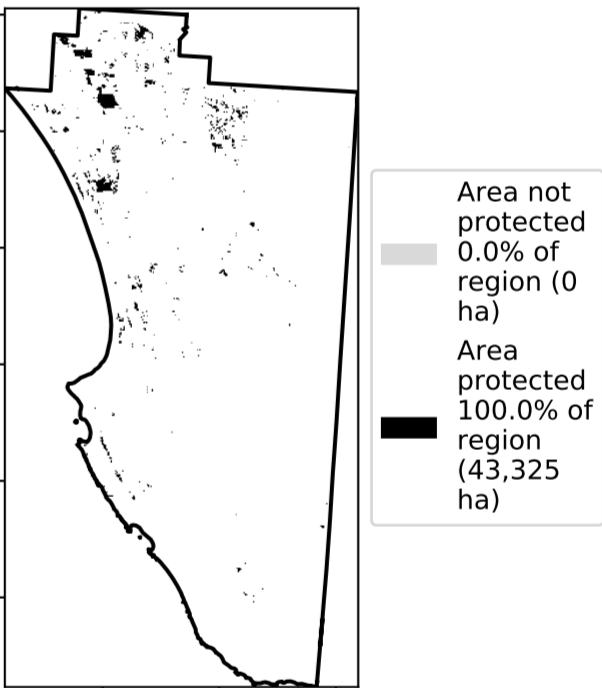 Area not
protected
0.0% of
region (0
ha)
Area
protected
100.0% of
region
(43,325
ha)